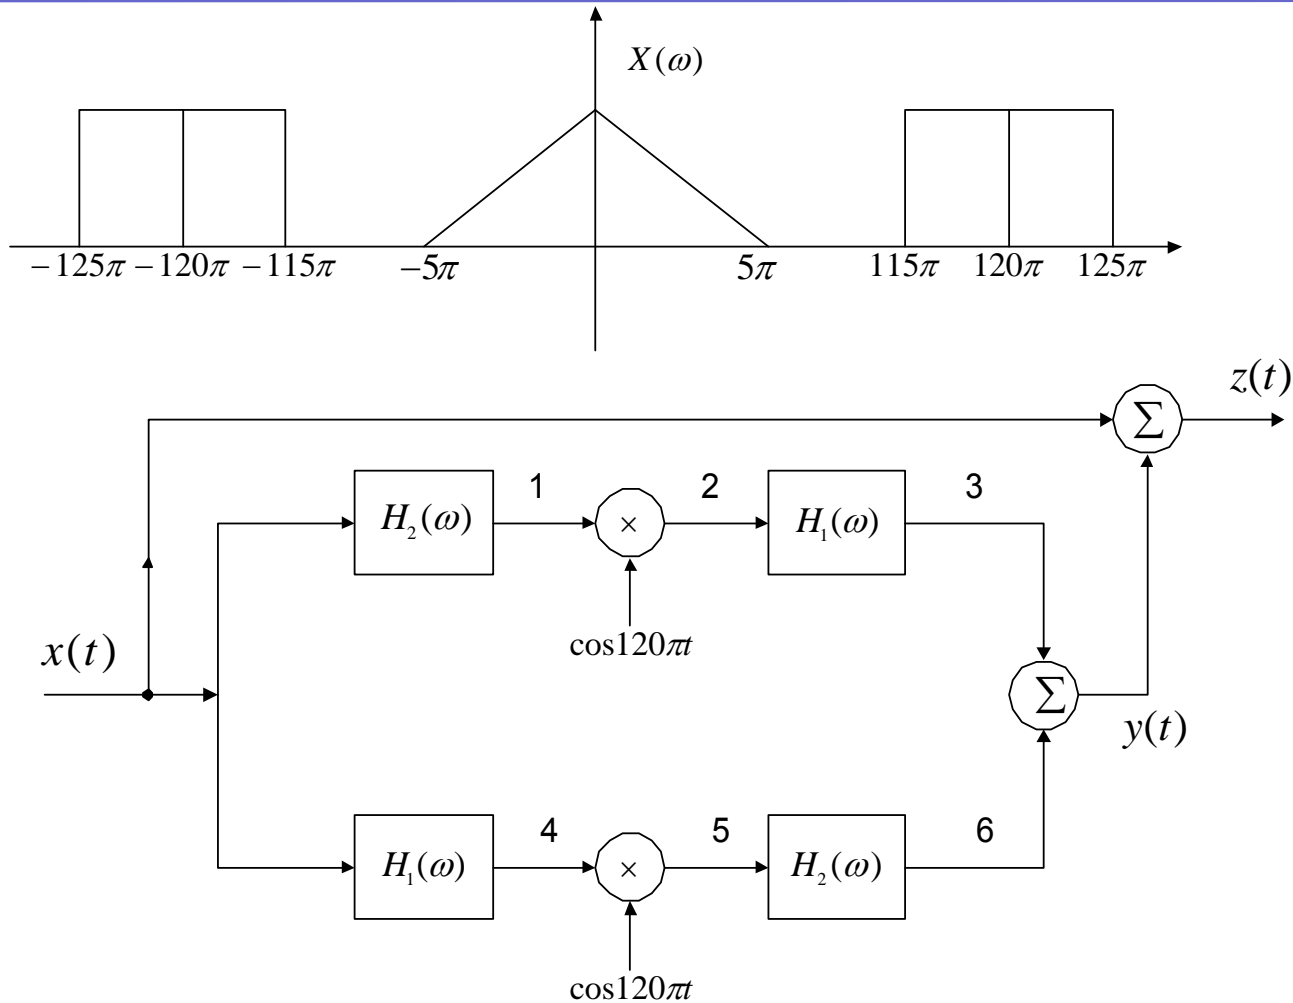 X(ω)
−125π −120π −115π −5π 5π 115π 120π 125π
z(t)
Σ
1 2 3
H₂(ω) × H₁(ω)
cos120πt
x(t)
Σ
y(t)
4 5 6
H₁(ω) × H₂(ω)
cos120πt